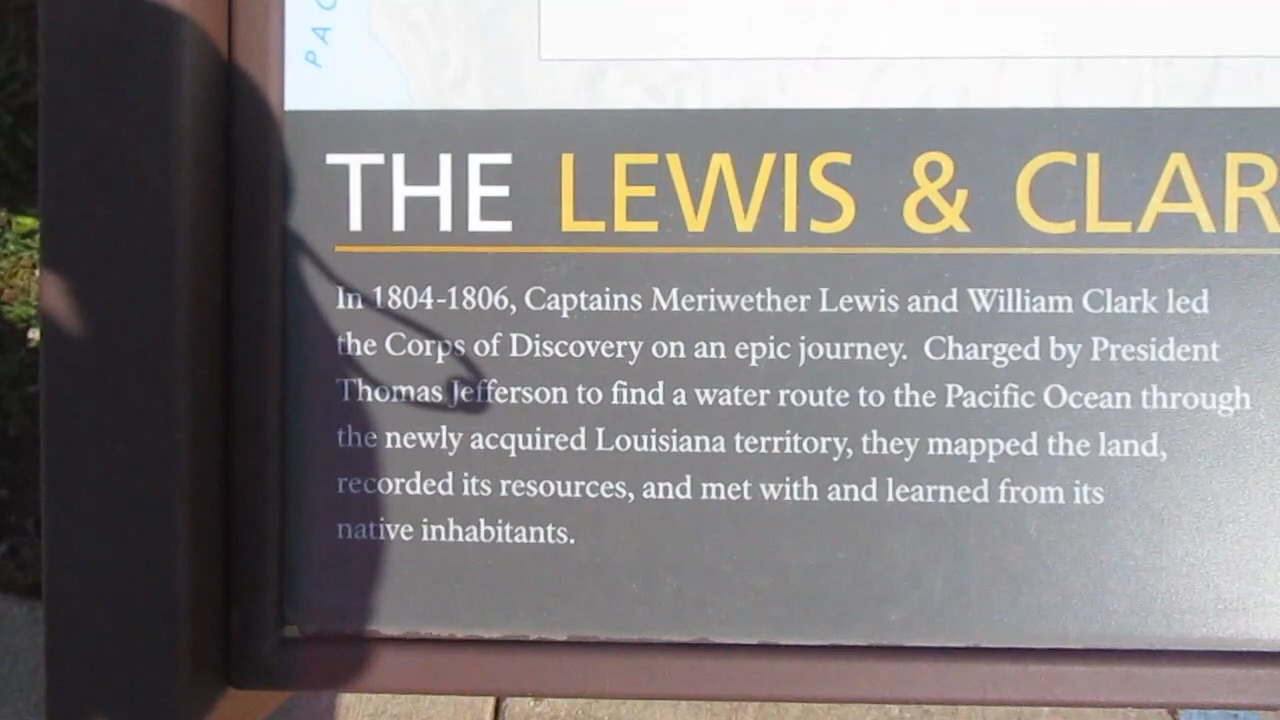 PAC
THE LEWIS & CLAR
In 1804-1806, Captains Meriwether Lewis and William Clark led
the Corps of Discovery on an epic journey.  Charged by President
Thomas Jefferson to find a water route to the Pacific Ocean through
the newly acquired Louisiana territory, they mapped the land,
recorded its resources, and met with and learned from its
native inhabitants.